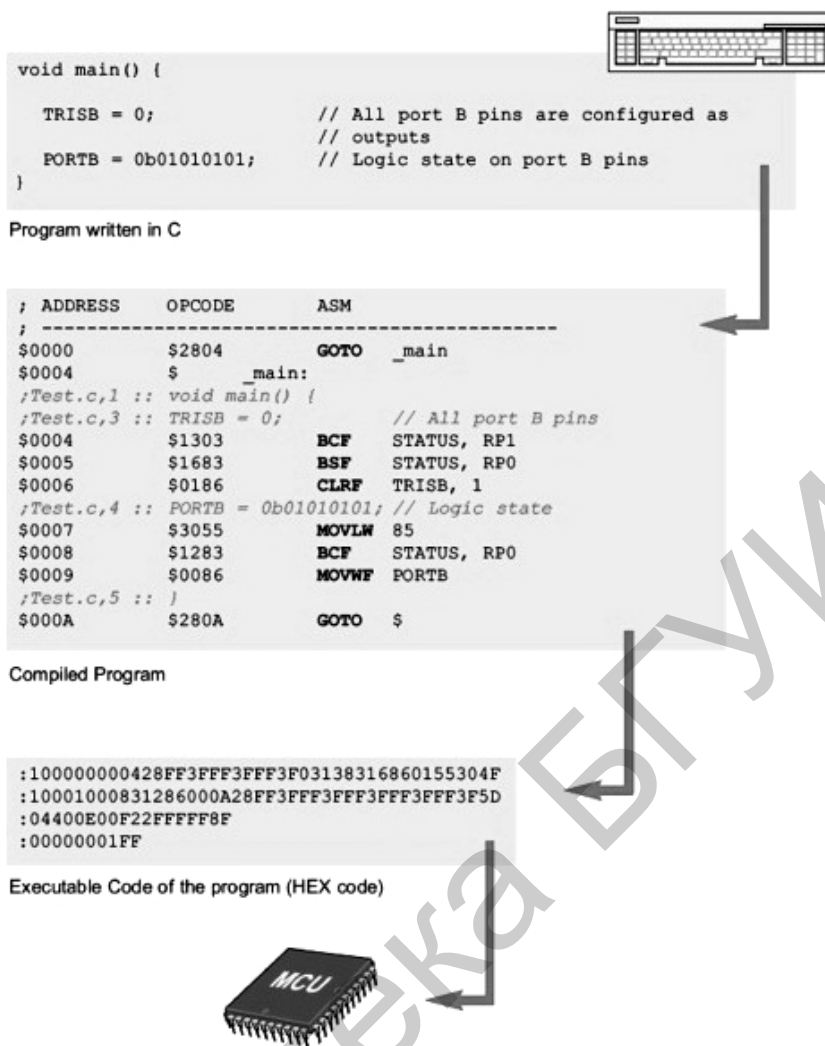 void main() {
TRISB = 0; // All port B pins are configured as
// outputs
PORTB = 0b01010101; // Logic state on port B pins
}
Program written in C
; ADDRESS OPCODE ASM
; ----------------------------------------------
$0000 $2804 GOTO _main
$0004 $ _main:
;Test.c,1 :: void main() {
;Test.c,3 :: TRISB = 0; // All port B pins
$0004 $1303 BCF STATUS, RP1
$0005 $1683 BSF STATUS, RP0
$0006 $0186 CLRF TRISB, 1
;Test.c,4 :: PORTB = 0b01010101; // Logic state
$0007 $3055 MOVLW 85
$0008 $1283 BCF STATUS, RP0
$0009 $0086 MOVWF PORTB
;Test.c,5 :: }
$000A $280A GOTO $
Compiled Program
:100000000428FF3FFF3FFF3F03138316860155304F
:10001000831286000A28FF3FFF3FFF3FFF3FFF3F5D
:04400E00F22FFFFF8F
:00000001FF
Executable Code of the program (HEX code)
MCU